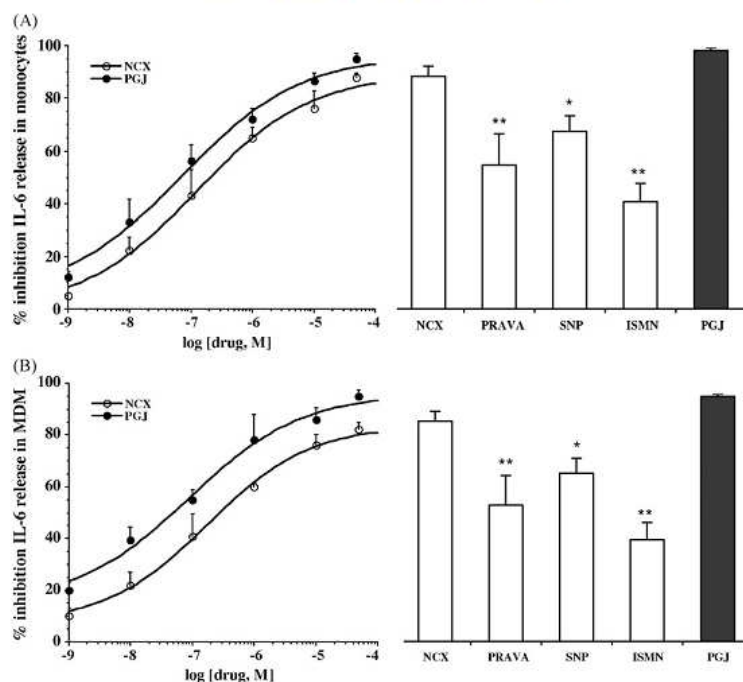 (A)
% inhibition IL-6 release in monocytes
100
80
60
40
20
0
NCX
PGJ
-9 -8 -7 -6 -5 -4
log [drug, M]
** * **
NCX PRAVA SNP ISMN PGJ
(B)
% inhibition IL-6 release in MDM
100
80
60
40
20
0
NCX
PGJ
-9 -8 -7 -6 -5 -4
log [drug, M]
** * **
NCX PRAVA SNP ISMN PGJ